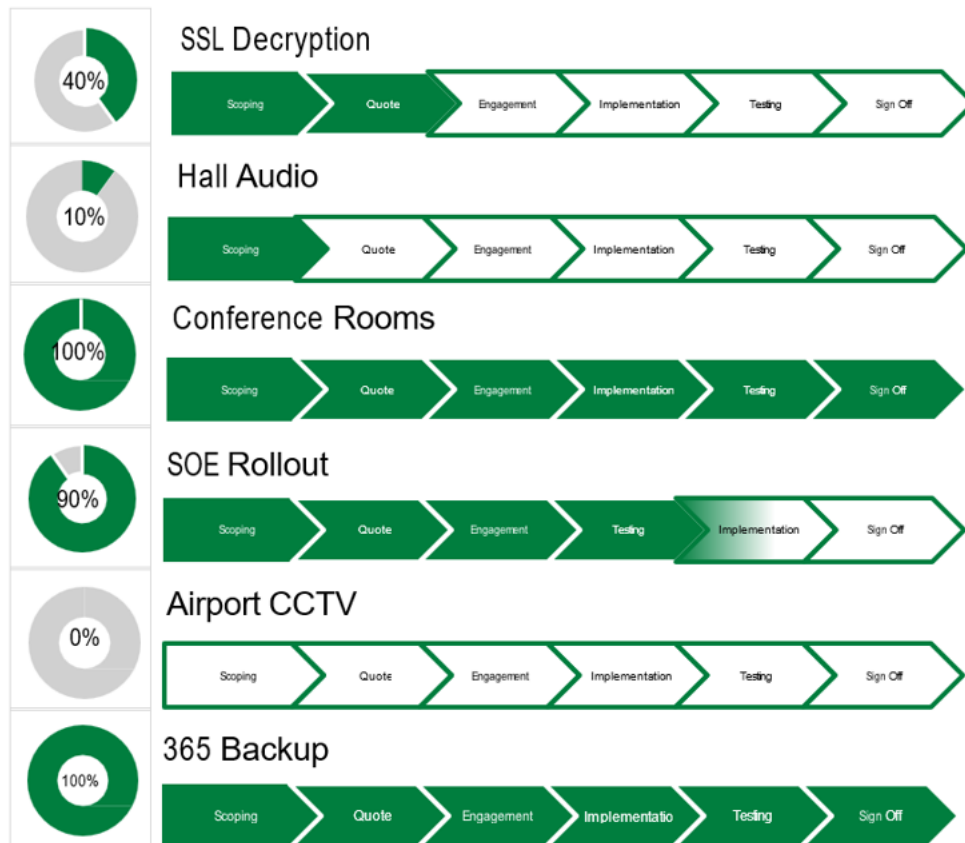 SSL Decryption
40%
Scoping Quote Engagement Implementation Testing Sign Off
Hall Audio
10%
Scoping Quote Engagement Implementation Testing Sign Off
Conference Rooms
100%
Scoping Quote Engagement Implementation Testing Sign Off
SOE Rollout
90%
Scoping Quote Engagement Testing Implementation Sign Off
Airport CCTV
0%
Scoping Quote Engagement Implementation Testing Sign Off
365 Backup
100%
Scoping Quote Engagement Implementatio Testing Sign Off